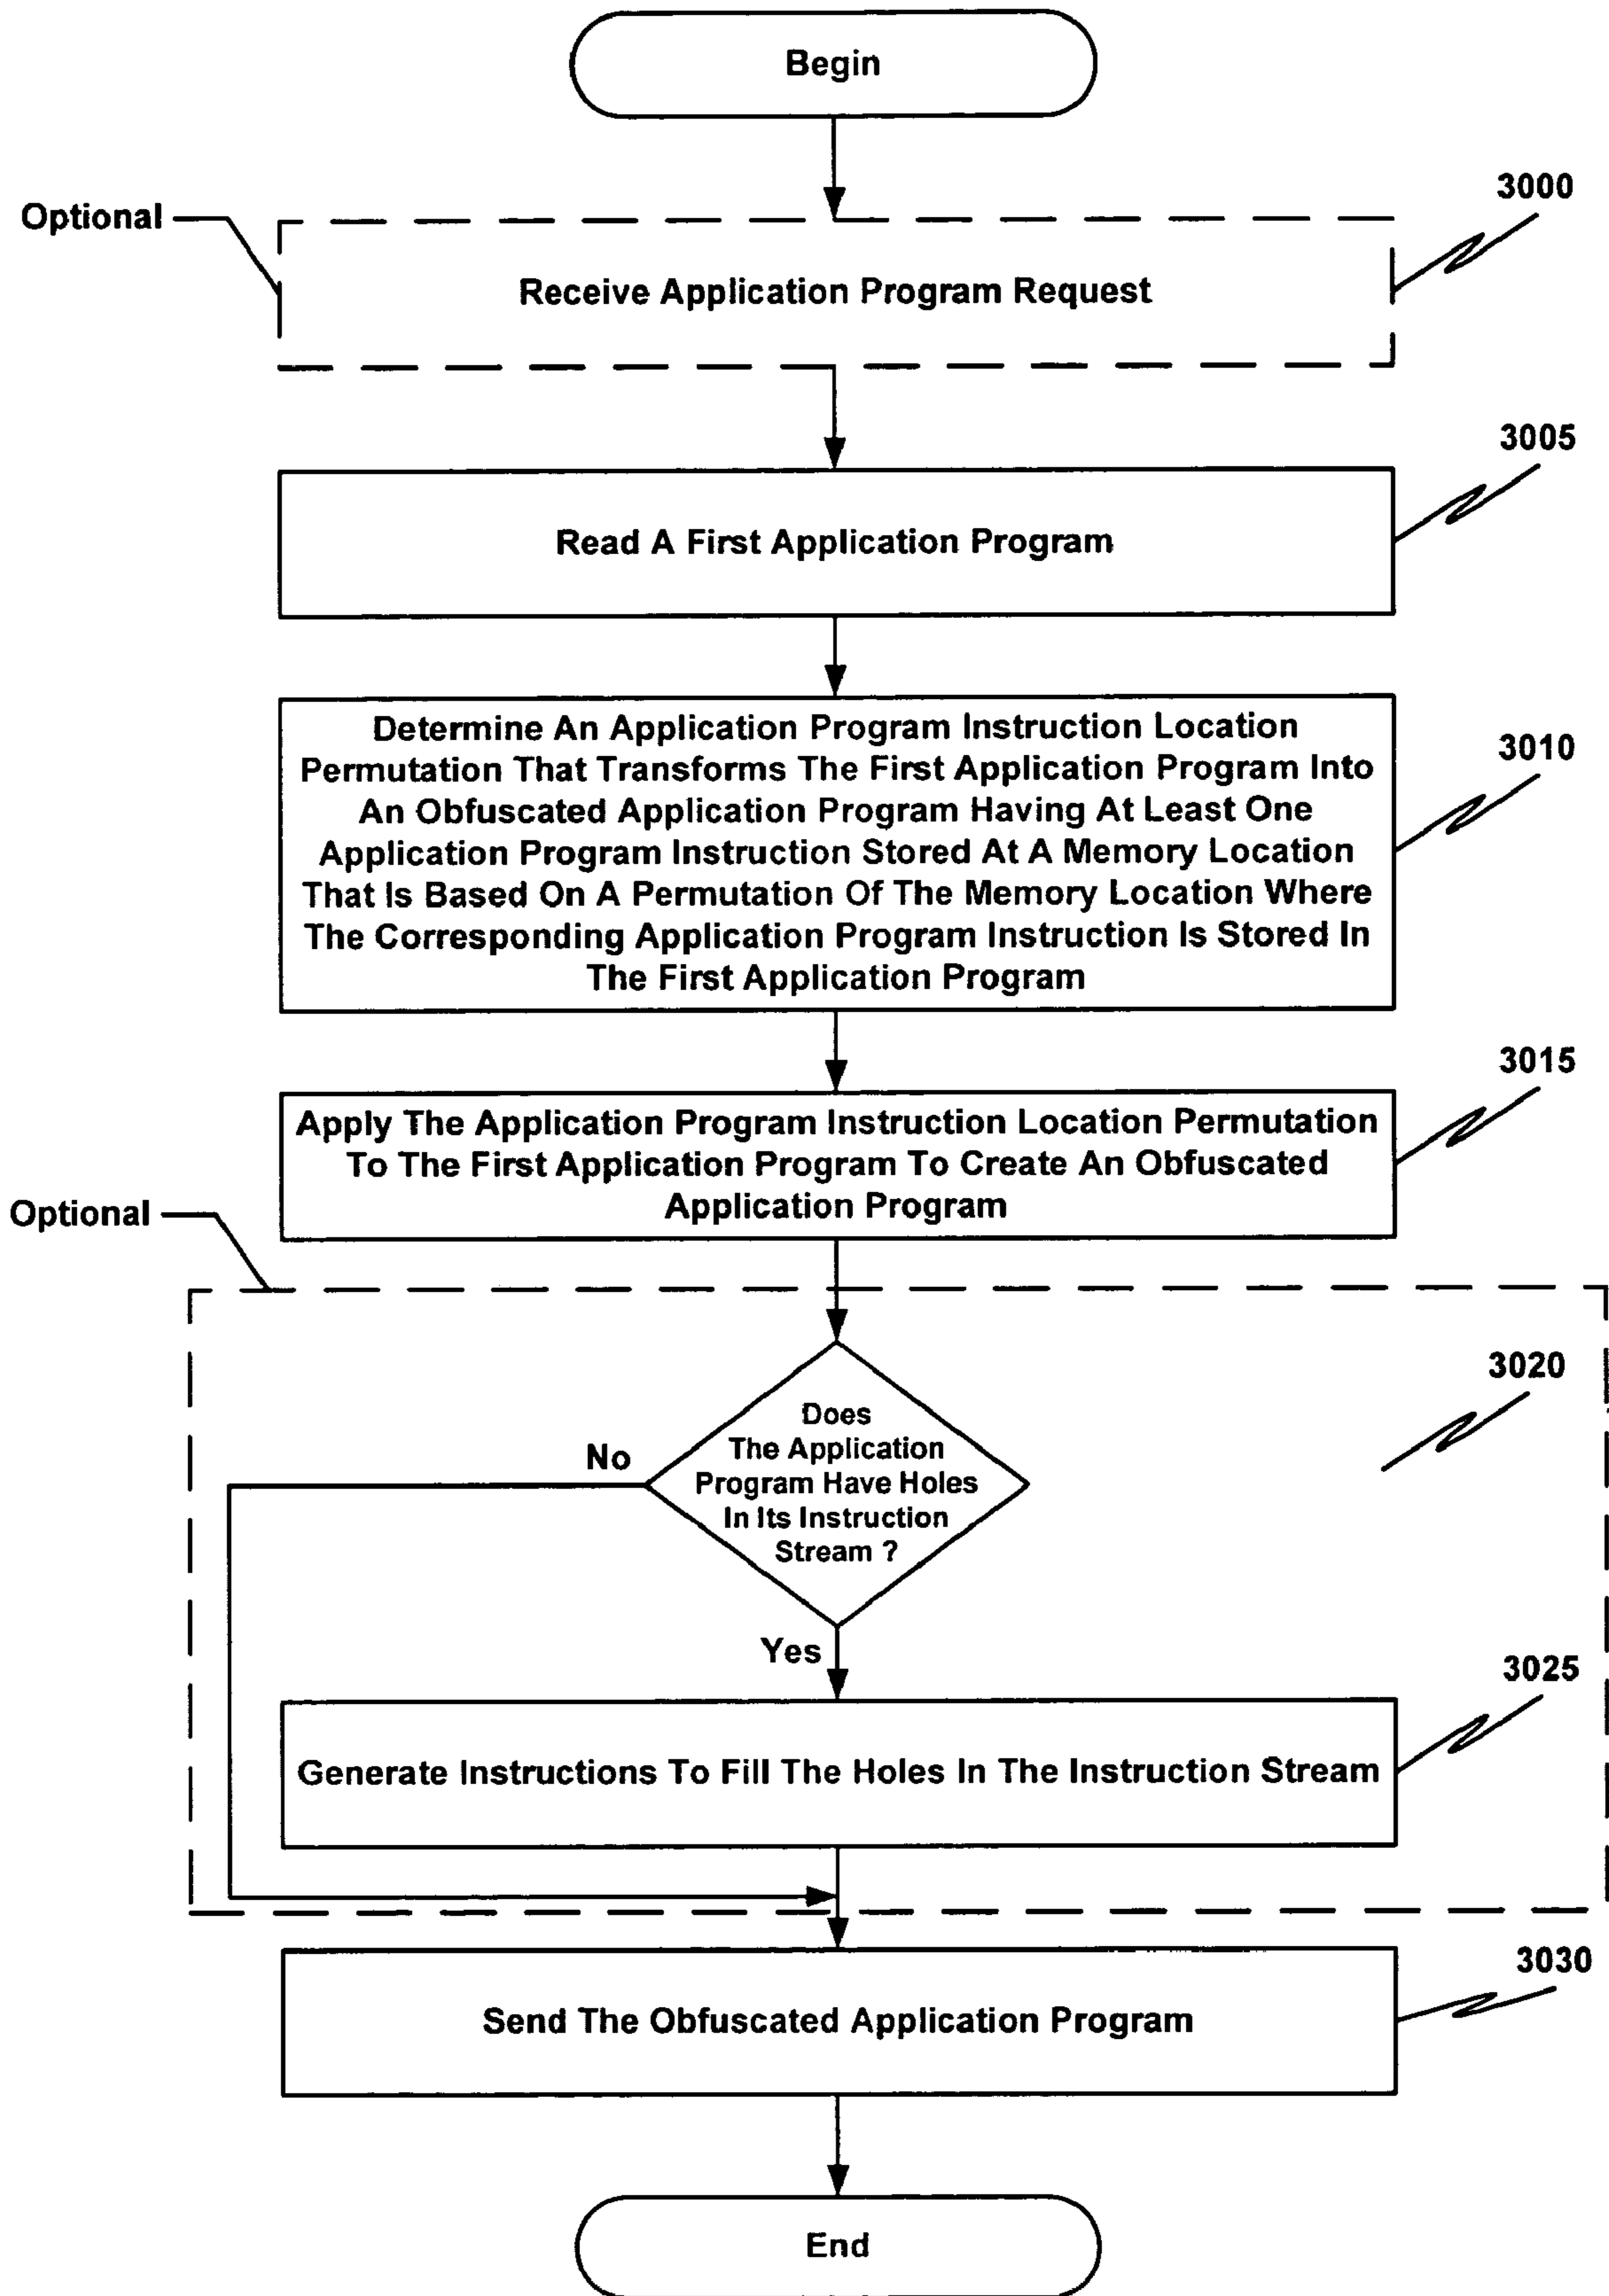 Begin
3000
Optional
Receive Application Program Request
3005
Read A First Application Program
Determine An Application Program Instruction Location
Permutation That Transforms The First Application Program Into
An Obfuscated Application Program Having At Least One
Application Program Instruction Stored At A Memory Location
That Is Based On A Permutation Of The Memory Location Where
The Corresponding Application Program Instruction Is Stored In
The First Application Program
3010
3015
Apply The Application Program Instruction Location Permutation
To The First Application Program To Create An Obfuscated
Application Program
Optional
3020
Does
The Application
Program Have Holes
In Its Instruction
Stream ?
No
Yes
3025
Generate Instructions To Fill The Holes In The Instruction Stream
3030
Send The Obfuscated Application Program
End